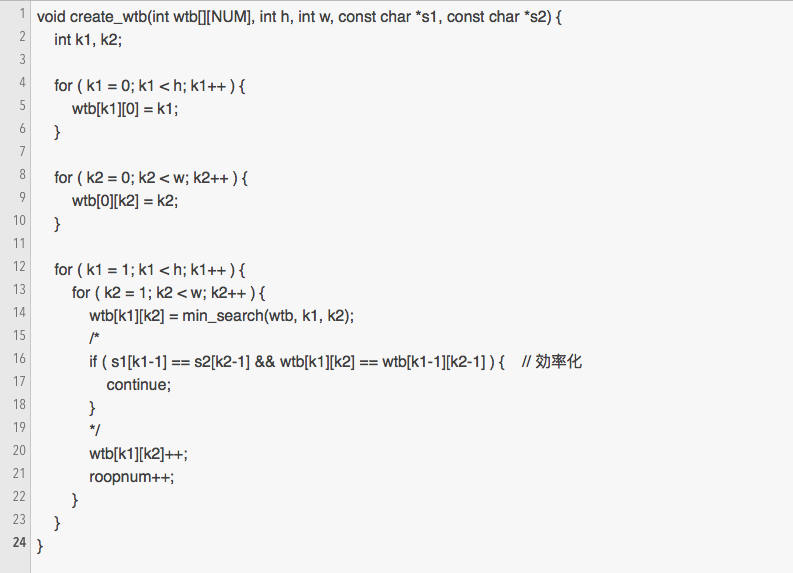 1 void create_wtb(int wtb[][NUM], int h, int w, const char *s1, const char *s2) {
2 int k1, k2;
3
4 for ( k1 = 0; k1 < h; k1++ ) {
5 wtb[k1][0] = k1;
6 }
7
8 for ( k2 = 0; k2 < w; k2++ ) {
9 wtb[0][k2] = k2;
10 }
11
12 for ( k1 = 1; k1 < h; k1++ ) {
13 for ( k2 = 1; k2 < w; k2++ ) {
14 wtb[k1][k2] = min_search(wtb, k1, k2);
15 /*
16 if ( s1[k1-1] == s2[k2-1] && wtb[k1][k2] == wtb[k1-1][k2-1] ) { // 効率化
17 continue;
18 }
19 */
20 wtb[k1][k2]++;
21 roopnum++;
22 }
23 }
24 }